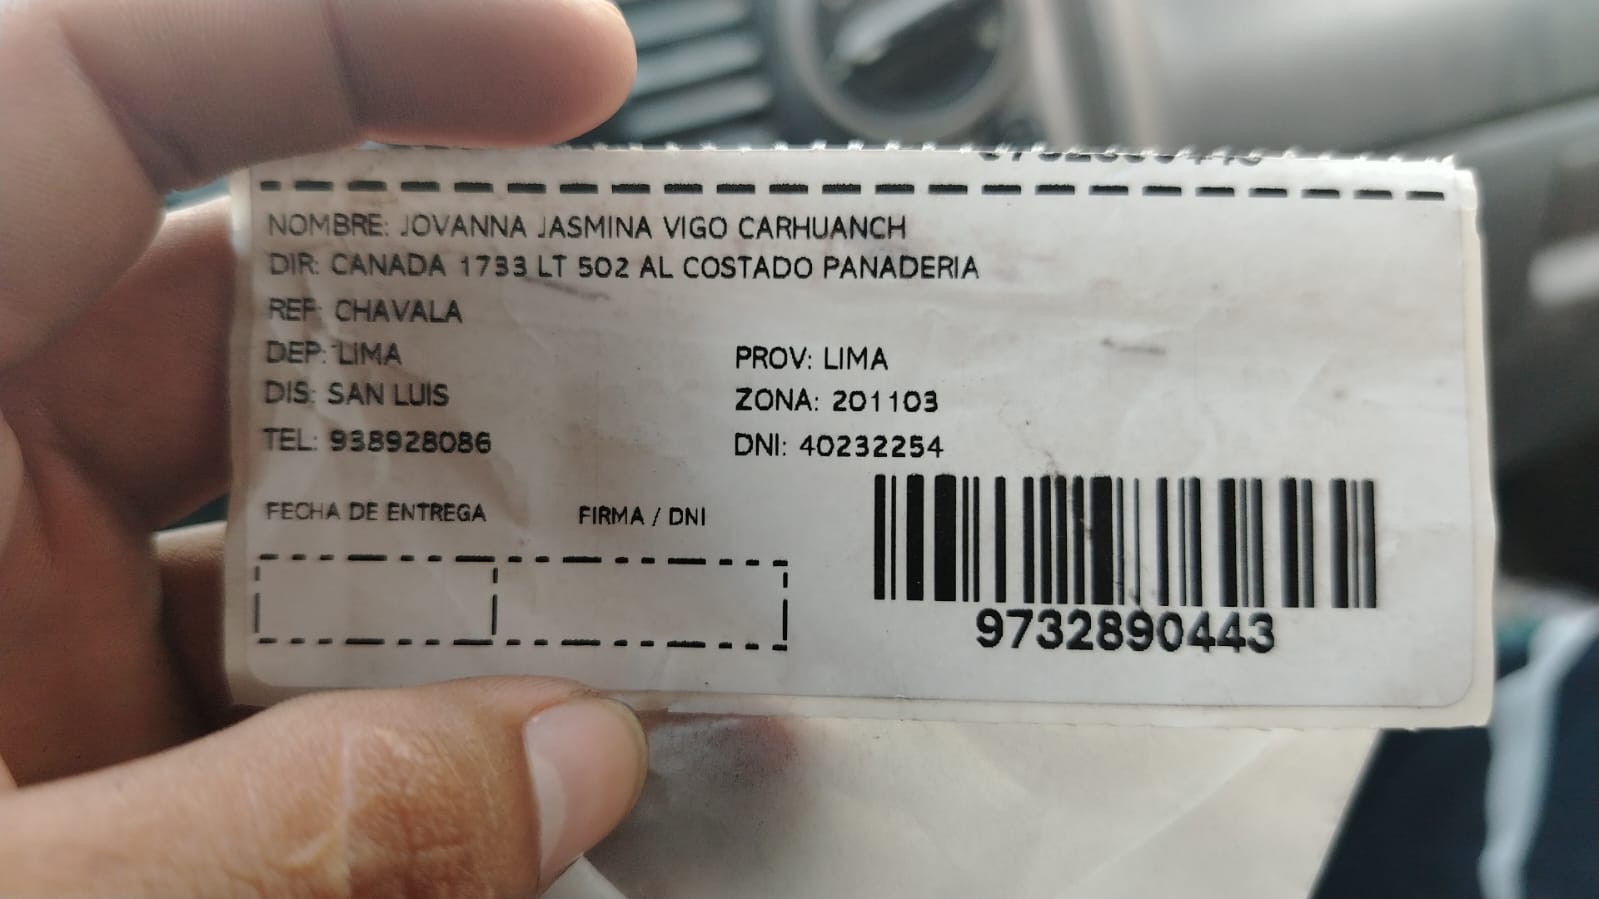 NOMBRE: JOVANNA JASMINA VIGO CARHUANCH
DIR: CANADA 1733 LT 502 AL COSTADO PANADERIA
REF: CHAVALA
DEP: LIMA PROV: LIMA
DIS: SAN LUIS ZONA: 201103
TEL: 938928086 DNI: 40232254
FECHA DE ENTREGA FIRMA / DNI
9732890443